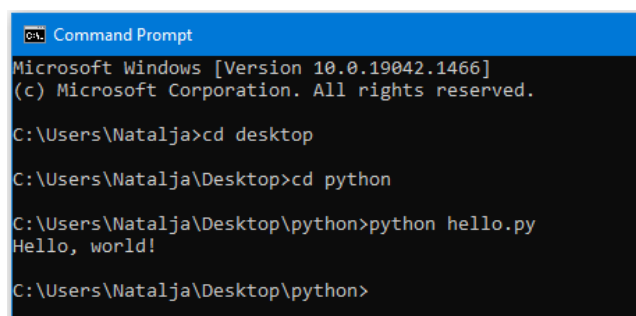 Command Prompt
Microsoft Windows [Version 10.0.19042.1466]
(c) Microsoft Corporation. All rights reserved.
C:\Users\Natalja>cd desktop
C:\Users\Natalja\Desktop>cd python
C:\Users\Natalja\Desktop\python>python hello.py
Hello, world!
C:\Users\Natalja\Desktop\python>